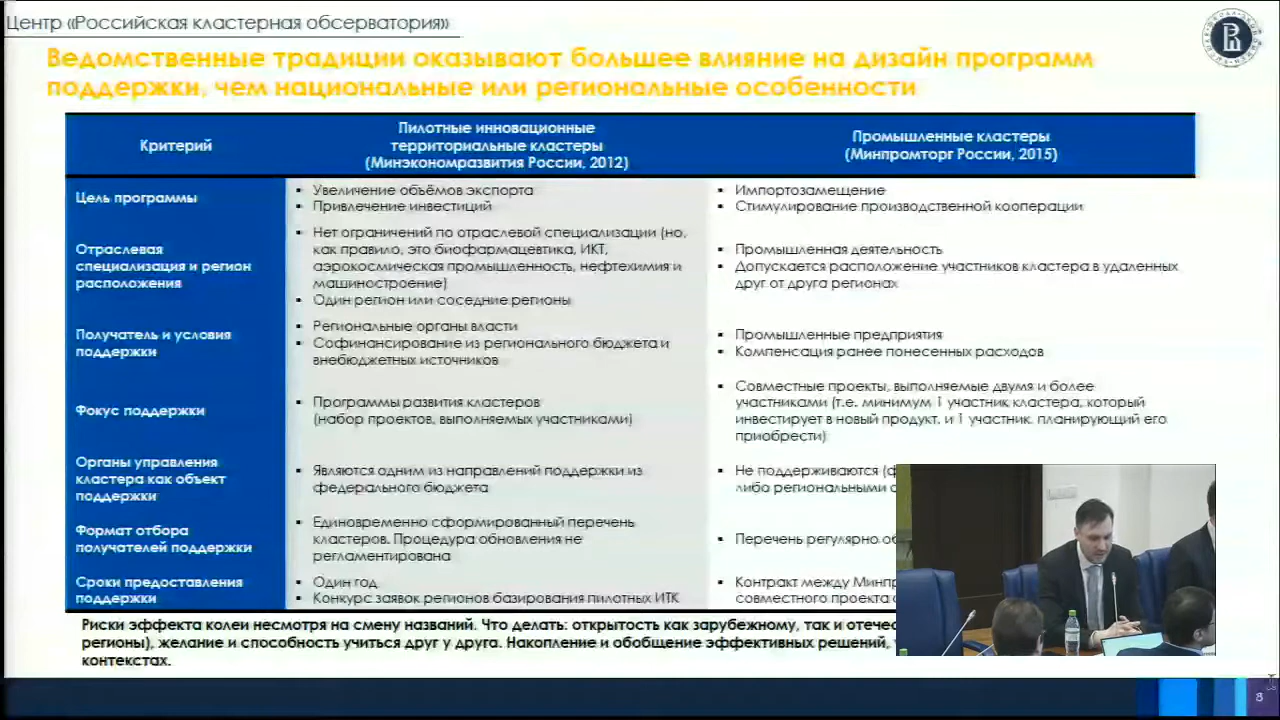 Центр «Российская кластерная обсерватория»
Ведомственные традиции оказывают большее влияние на дизайн программ
поддержки, чем национальные или региональные особенности
Критерий
Пилотные инновационные
территориальные кластеры
(Минэкономразвития России, 2012)
Промышленные кластеры
(Минпромторг России, 2015)
Цель программы
Увеличение объёмов экспорта
Привлечение инвестиций
Импортозамещение
Стимулирование производственной кооперации
Отраслевая
специализация и регион
расположения
Нет ограничений по отраслевой специализации (но,
как правило, это биофармацевтика, ИКТ,
аэрокосмическая промышленность, нефтехимия и
машиностроение)
Один регион или соседние регионы
Промышленная деятельность
Допускается расположение участников кластера в удаленных
друг от друга регионах
Получатель и условия
поддержки
Региональные органы власти
Софинансирование из регионального бюджета и
внебюджетных источников
Промышленные предприятия
Компенсация ранее понесенных расходов
Фокус поддержки
Программы развития кластеров
(набор проектов, выполняемых участниками)
Совместные проекты, выполняемые двумя и более
участниками (т.е. минимум 1 участник кластера, который
инвестирует в новый продукт, и 1 участник, планирующий его
приобрести)
Органы управления
кластера как объект
поддержки
Являются одним из направлений поддержки из
федерального бюджета
Не поддерживаются
либо региональными
Формат отбора
получателей поддержки
Единовременно сформированный перечень
кластеров. Процедура обновления не
регламентирована
Перечень регулярно
Сроки предоставления
поддержки
Один год
Конкурс заявок регионов базирования пилотных ИТК
Контракт между
совместного проекта
Риски эффекта колеи несмотря на смену названий. Что делать: открытость как зарубежному, так и
регионы), желание и способность учиться друг у друга. Накопление и обобщение эффективных решений,
контекстах.
8